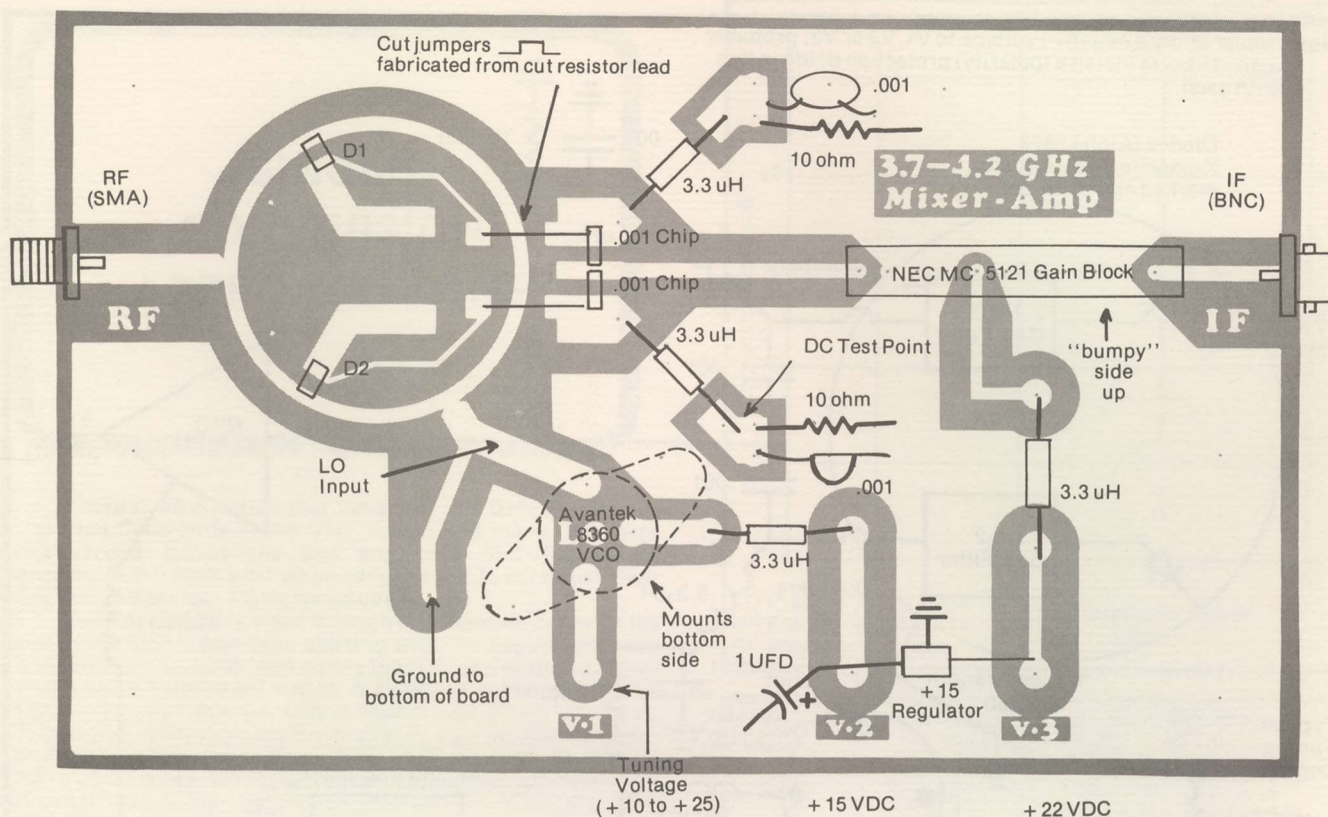 Cut jumpers
fabricated from cut resistor lead
.001
10 ohm
3.3 uH
3.7—4.2 GHz
Mixer-Amp
RF
(SMA)
IF
(BNC)
D1
.001 Chip
.001 Chip
NEC MC 5121 Gain Block
RF
IF
3.3 uH
DC Test Point
"bumpy"
side
up
D2
10 ohm
.001
LO
Input
Avantek
8360
VCO
3.3 uH
3.3 uH
Mounts
bottom
side
Ground to
bottom of board
1 UFD
+
+15
Regulator
V·1
V·2
V·3
Tuning
Voltage
(+10 to +25)
+15 VDC
+22 VDC